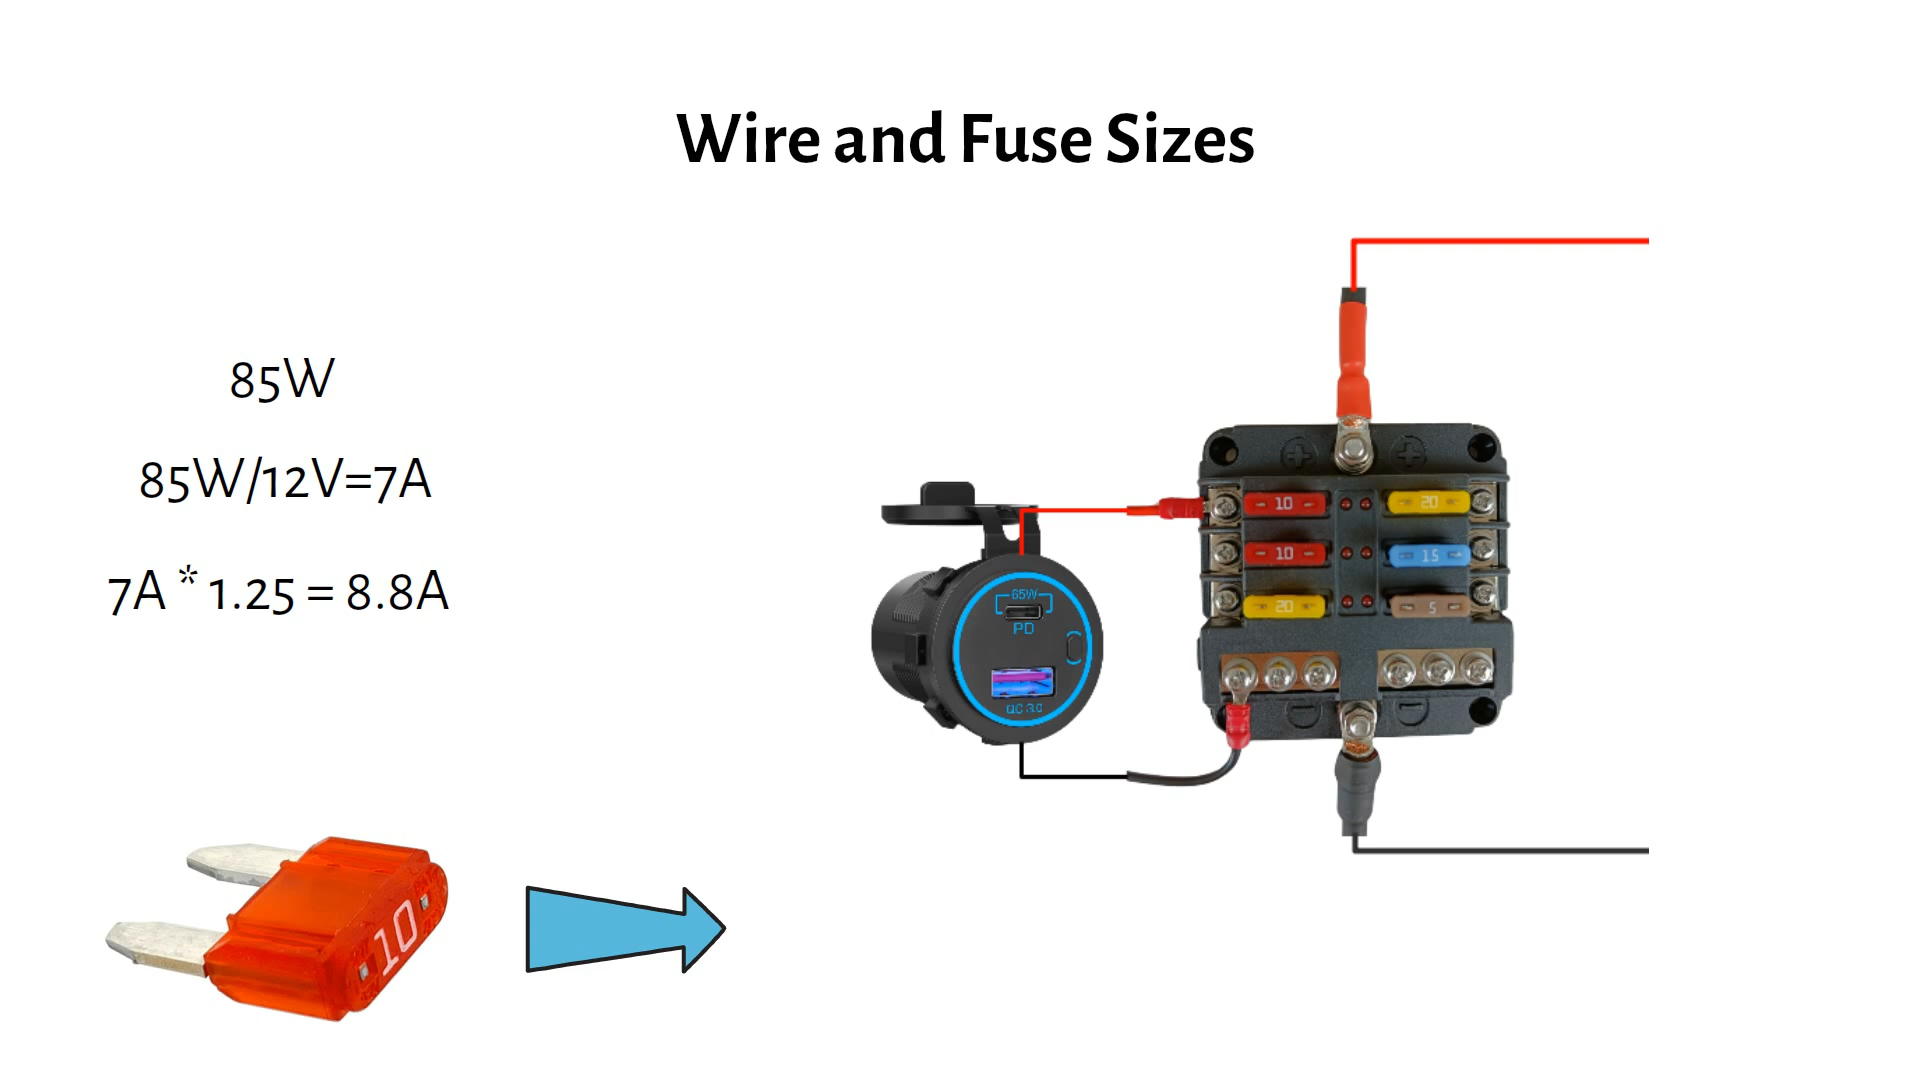 Wire and Fuse Sizes
85W
85W/12V=7A
7A * 1.25 = 8.8A
10 20
10 15
20 5
65W
PD
QC 3.0
10